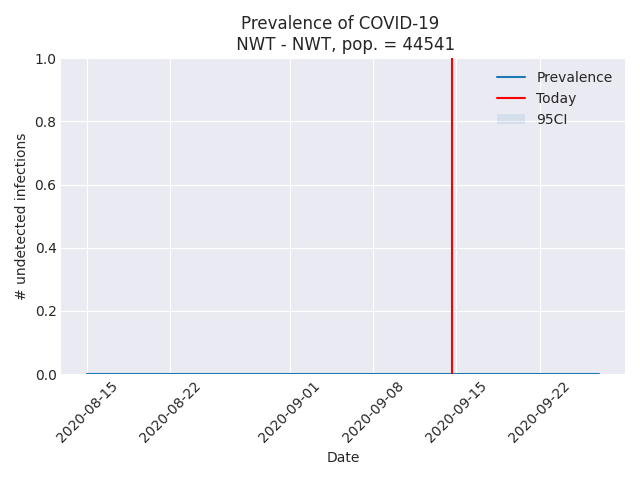 Prevalence of COVID-19
NWT - NWT, pop. = 44541
Prevalence
Today
95CI
1.0
0.8
0.6
0.4
0.2
0.0
# undetected infections
2020-08-15
2020-08-22
2020-09-01
2020-09-08
2020-09-15
2020-09-22
Date